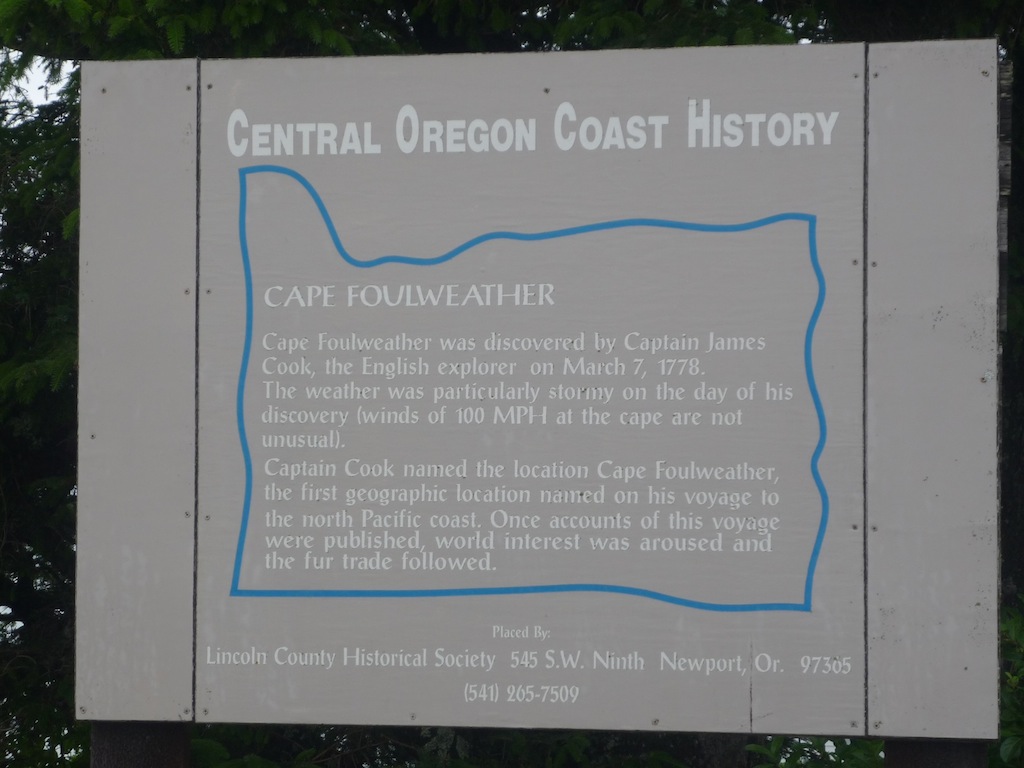 CENTRAL OREGON COAST HISTORY
CAPE FOULWEATHER
Cape Foulweather was discovered by Captain James
Cook, the English explorer on March 7, 1778.
The weather was particularly stormy on the day of his
discovery (winds of 100 MPH at the cape are not
unusual).
Captain Cook named the location Cape Foulweather,
the first geographic location named on his voyage to
the north Pacific coast. Once accounts of this voyage
were published, world interest was aroused and
the fur trade followed.
Placed By:
Lincoln County Historical Society 545 S.W. Ninth Newport, Or. 97365
(541) 265-7509